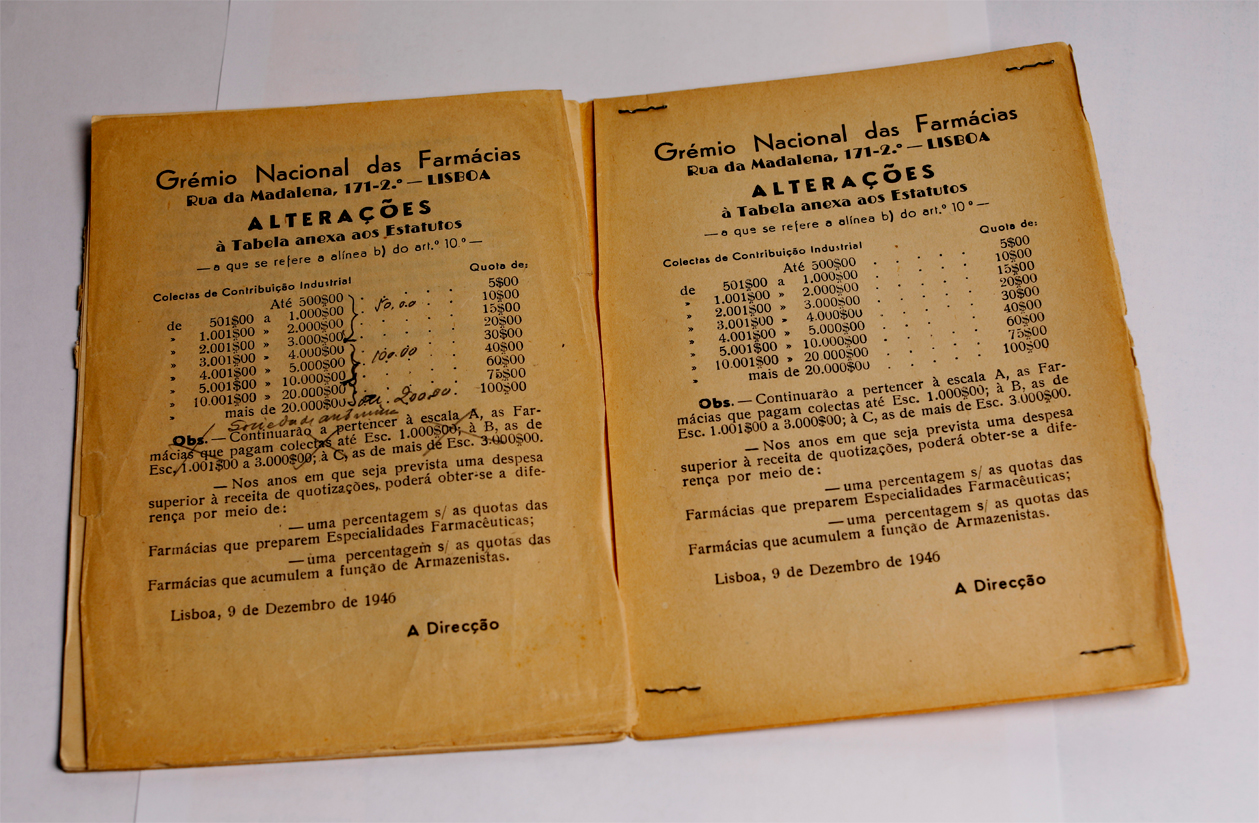 Grémio Nacional das Farmácias
Rua da Madalena, 171-2.º — LISBOA
ALTERAÇÕES
à Tabela anexa aos Estatutos
— a que se refere a alínea b) do art.º 10.º —
Colectas de Contribuição Industrial Quota de:
Até 500$00 . . . . 5$00
de 501$00 a 1.000$00 50.00 . . 10$00
» 1.001$00 » 2.000$00 . . . . 15$00
» 2.001$00 » 3.000$00 . . . . 20$00
» 3.001$00 » 4.000$00 . . . . 30$00
» 4.001$00 » 5.000$00 100.00 . . 40$00
» 5.001$00 » 10.000$00 . . . . 60$00
» 10.001$00 » 20.000$00 . . . . 75$00
» mais de 20.000$00 200.00. 100$00
Sociedade anónima
Obs. — Continuarão a pertencer à escala A, as Far-
mácias que pagam colectas até Esc. 1.000$00; à B, as de
Esc. 1.001$00 a 3.000$00; à C, as de mais de Esc. 3.000$00.
— Nos anos em que seja prevista uma despesa
superior à receita de quotizações, poderá obter-se a dife-
rença por meio de:
— uma percentagem s/ as quotas das
Farmácias que preparem Especialidades Farmacêuticas;
— uma percentagem s/ as quotas das
Farmácias que acumulem a função de Armazenistas.
Lisboa, 9 de Dezembro de 1946
A Direcção
Grémio Nacional das Farmácias
Rua da Madalena, 171-2.º — LISBOA
ALTERAÇÕES
à Tabela anexa aos Estatutos
— a que se refere a alínea b) do art.º 10.º —
Colectas de Contribuição Industrial Quota de:
Até 500$00 . . . . 5$00
de 501$00 a 1.000$00 . . . . 10$00
» 1.001$00 » 2.000$00 . . . . 15$00
» 2.001$00 » 3.000$00 . . . . 20$00
» 3.001$00 » 4.000$00 . . . . 30$00
» 4.001$00 » 5.000$00 . . . . 40$00
» 5.001$00 » 10.000$00 . . . . 60$00
» 10.001$00 » 20 000$00 . . . . 75$00
» mais de 20.000$00 . . . . 100$00
Obs. — Continuarão a pertencer à escala A, as Far-
mácias que pagam colectas até Esc. 1.000$00; à B, as de
Esc. 1.001$00 a 3.000$00; à C, as de mais de Esc. 3.000$00.
— Nos anos em que seja prevista uma despesa
superior à receita de quotizações, poderá obter-se a dife-
rença por meio de:
— uma percentagem s/ as quotas das
Farmácias que preparem Especialidades Farmacêuticas;
— uma percentagem s/ as quotas das
Farmácias que acumulem a função de Armazenistas.
Lisboa, 9 de Dezembro de 1946
A Direcção